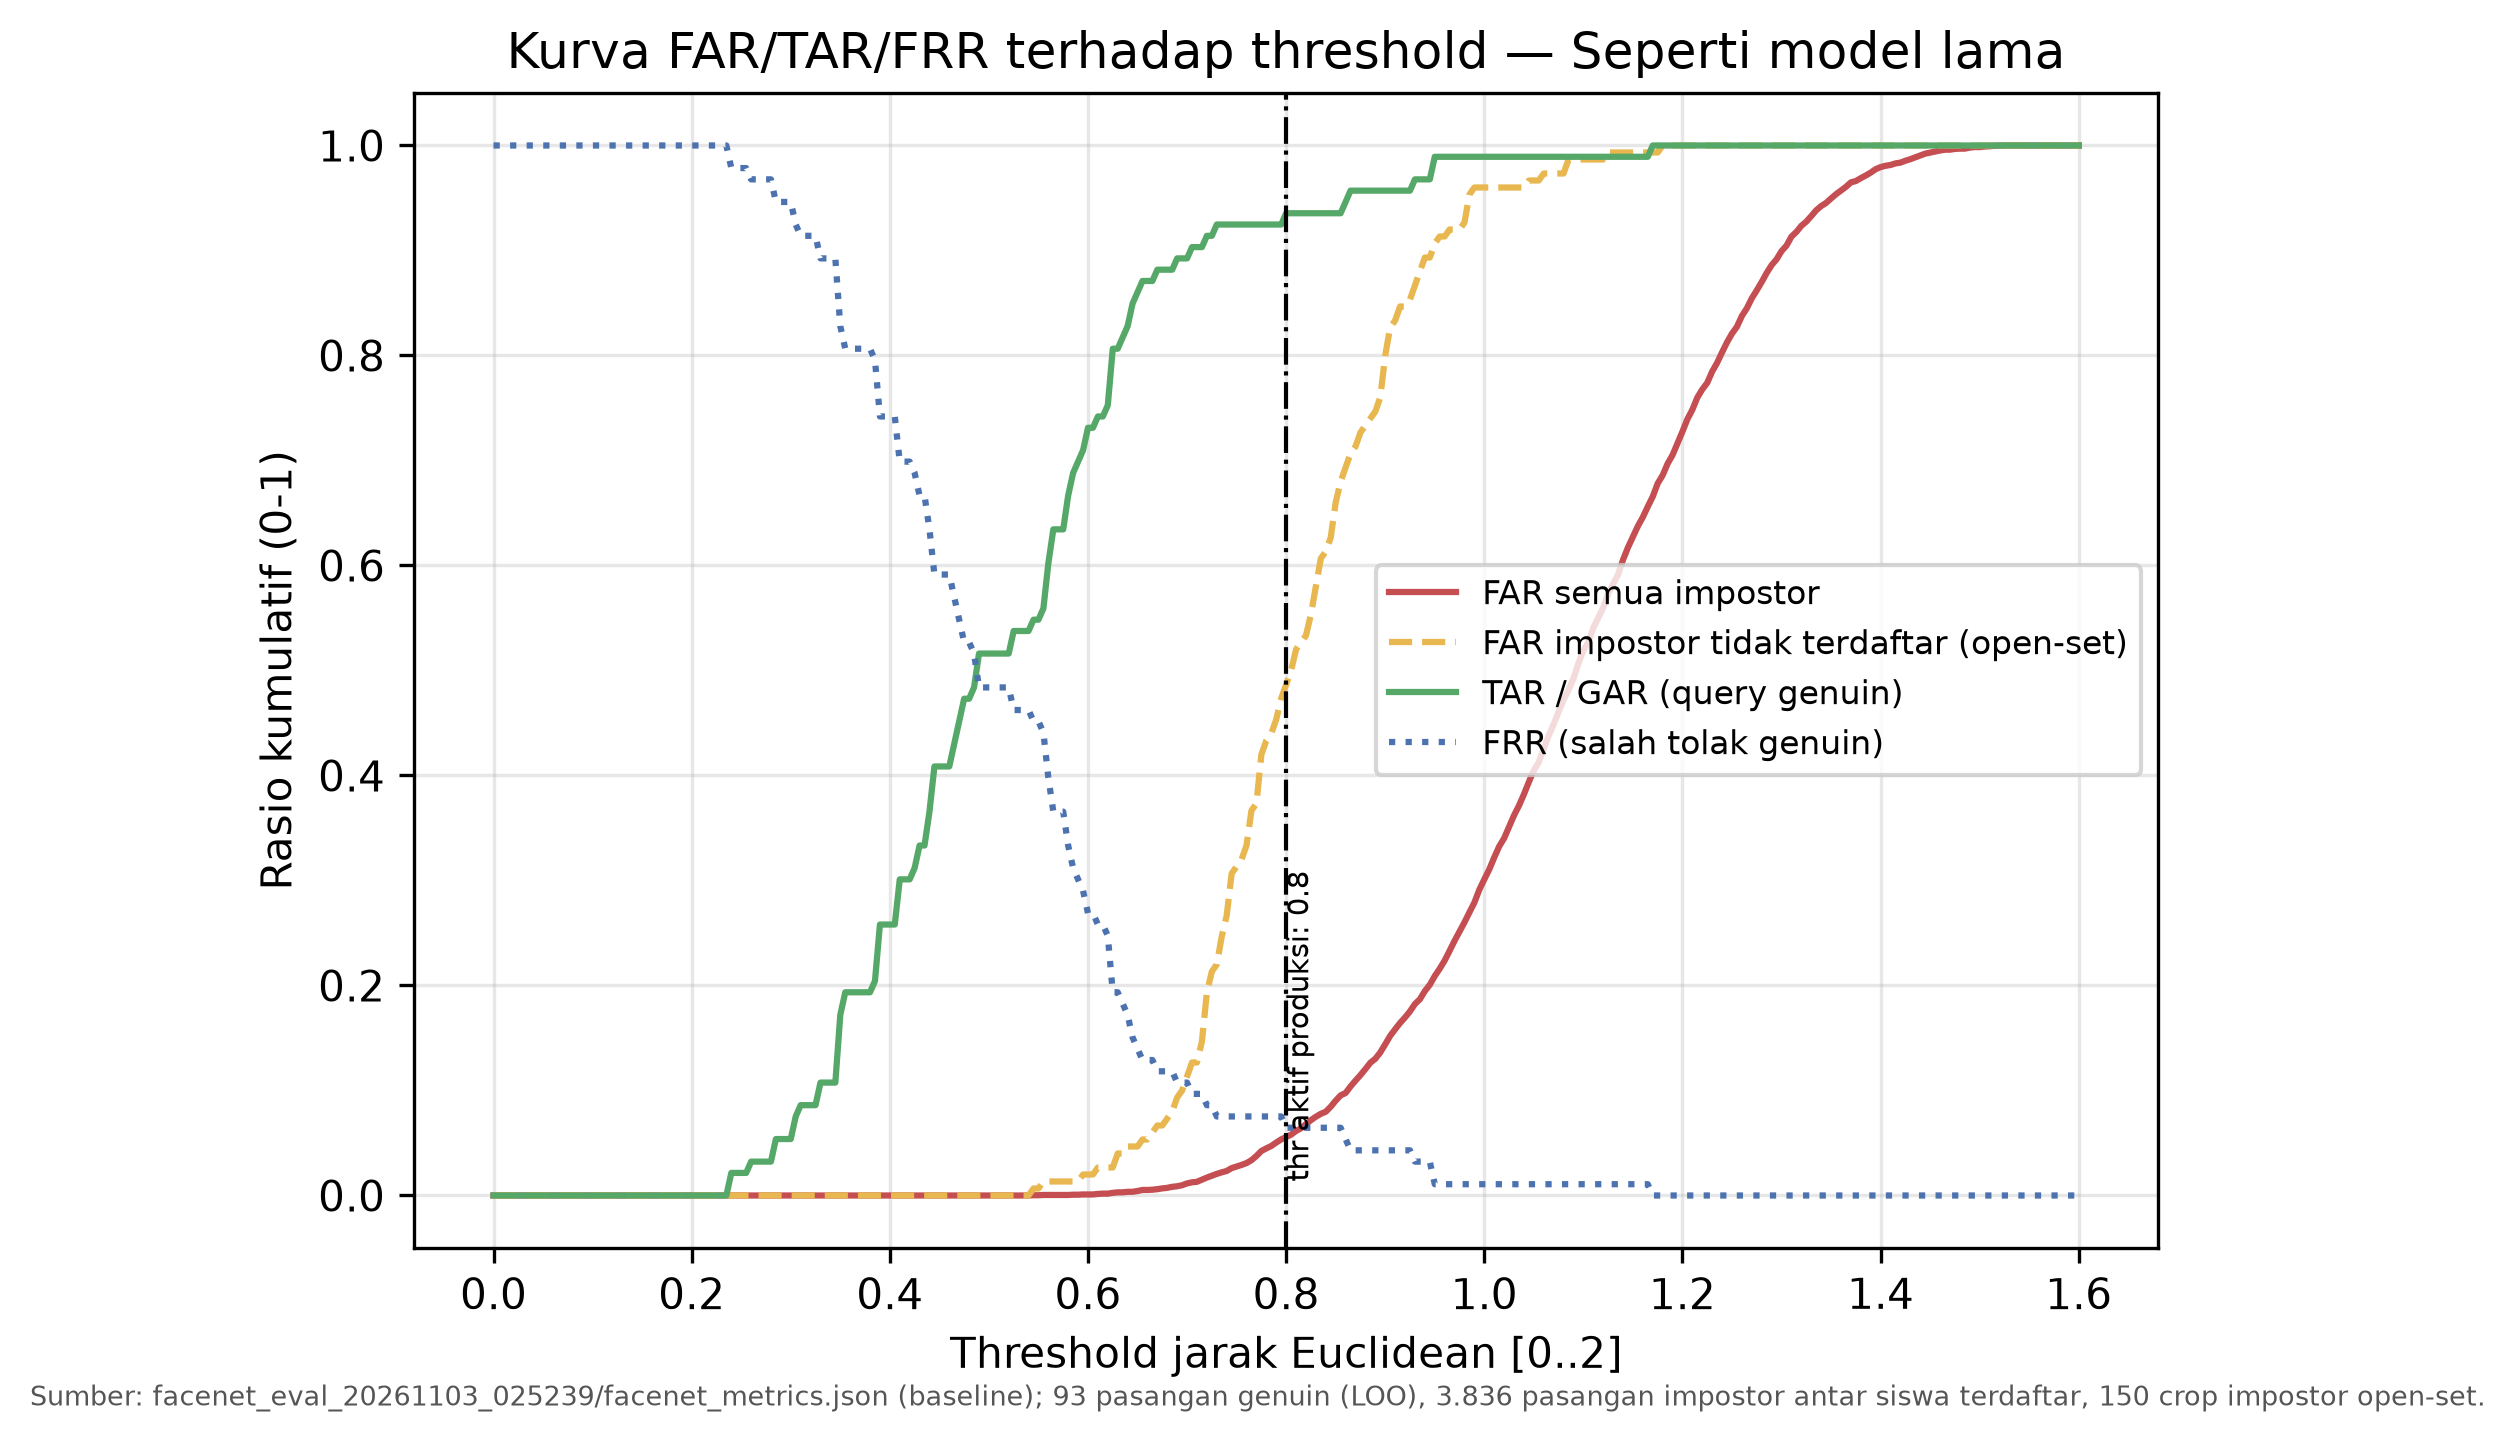 Kurva FAR/TAR/FRR terhadap threshold — Seperti model lama
Rasio kumulatif (0-1)
1.0
0.8
0.6
0.4
0.2
0.0
FAR semua impostor
FAR impostor tidak terdaftar (open-set)
TAR / GAR (query genuin)
FRR (salah tolak genuin)
thr aktif produksi: 0.8
0.0 0.2 0.4 0.6 0.8 1.0 1.2 1.4 1.6
Threshold jarak Euclidean [0..2]
Sumber: facenet_eval_20261103_025239/facenet_metrics.json (baseline); 93 pasangan genuin (LOO), 3.836 pasangan impostor antar siswa terdaftar, 150 crop impostor open-set.